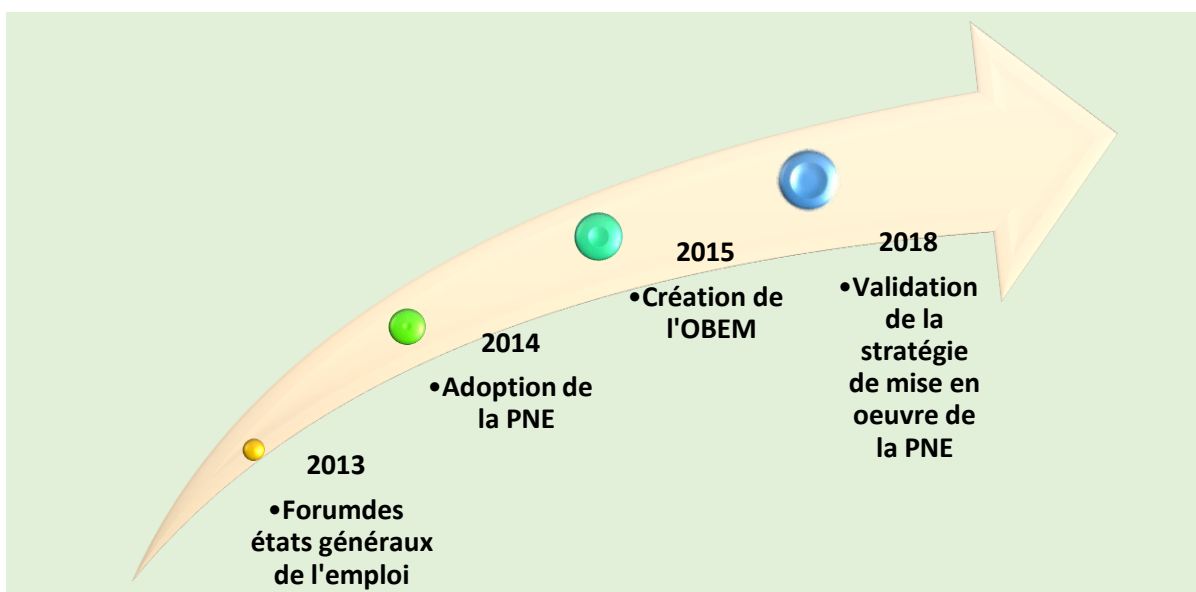 2013
•Forumdes
états généraux
de l'emploi
2014
•Adoption de
la PNE
2015
•Création de
l'OBEM
2018
•Validation
de la
stratégie
de mise en
oeuvre de
la PNE